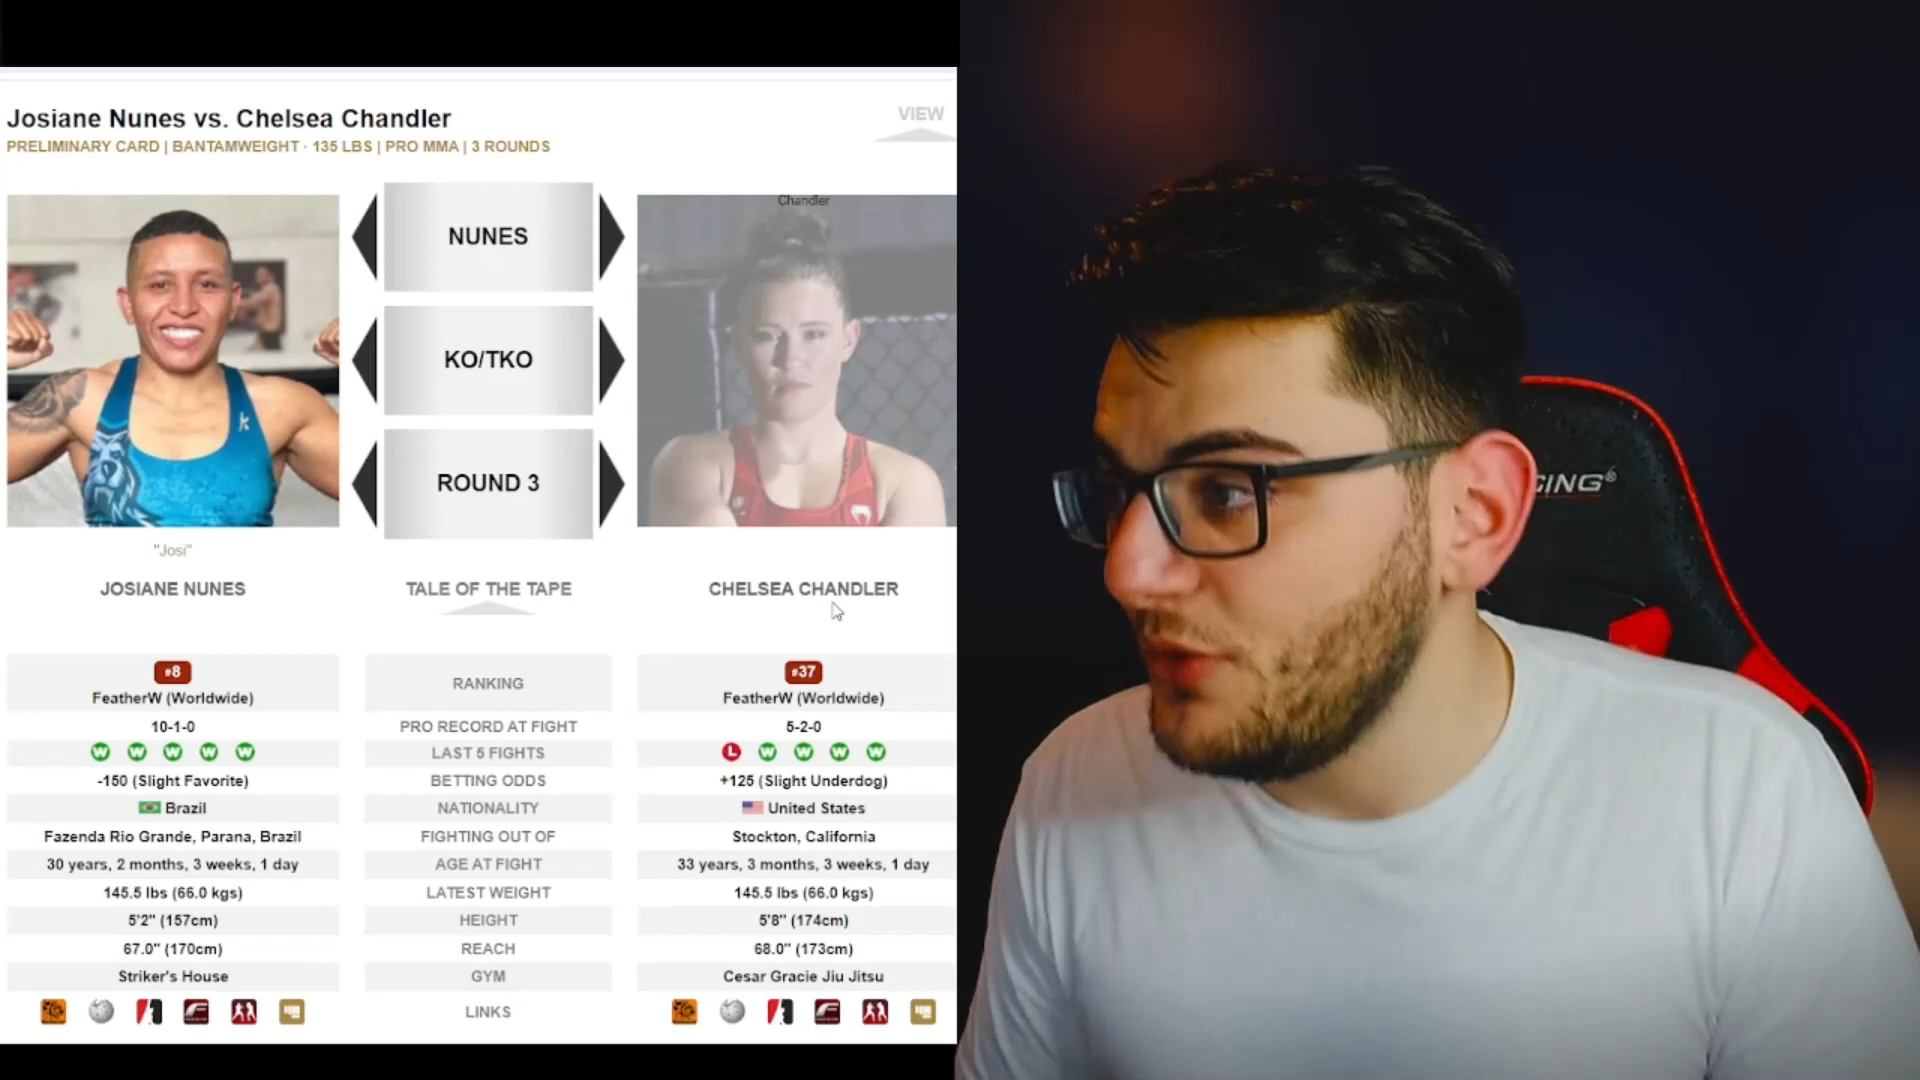 Josiane Nunes vs. Chelsea Chandler
VIEW
PRELIMINARY CARD | BANTAMWEIGHT · 135 LBS | PRO MMA | 3 ROUNDS
Chandler
NUNES
KO/TKO
ROUND 3
"Josi"
JOSIANE NUNES TALE OF THE TAPE CHELSEA CHANDLER
#8 RANKING #37
FeatherW (Worldwide) FeatherW (Worldwide)
10-1-0 PRO RECORD AT FIGHT 5-2-0
W W W W W LAST 5 FIGHTS L W W W W
-150 (Slight Favorite) BETTING ODDS +125 (Slight Underdog)
Brazil NATIONALITY United States
Fazenda Rio Grande, Parana, Brazil FIGHTING OUT OF Stockton, California
30 years, 2 months, 3 weeks, 1 day AGE AT FIGHT 33 years, 3 months, 3 weeks, 1 day
145.5 lbs (66.0 kgs) LATEST WEIGHT 145.5 lbs (66.0 kgs)
5'2" (157cm) HEIGHT 5'8" (174cm)
67.0" (170cm) REACH 68.0" (173cm)
Striker's House GYM Cesar Gracie Jiu Jitsu
LINKS
CING®